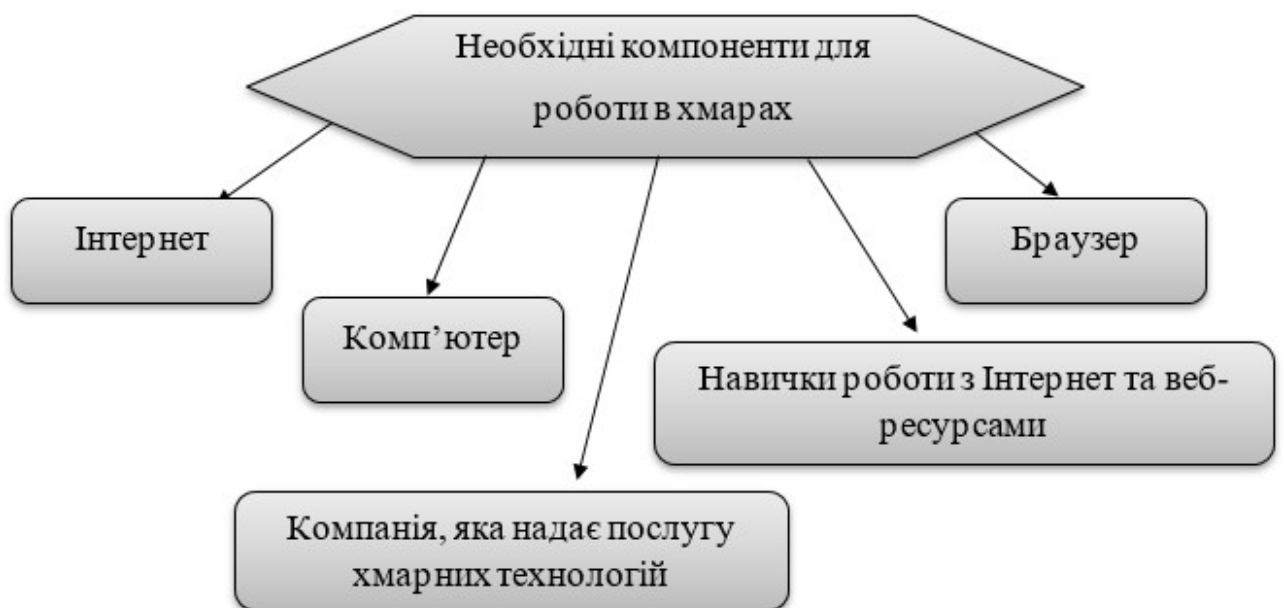 Необхідні компоненти для
роботи в хмарах
Інтернет
Браузер
Комп’ютер
Навички роботи з Інтернет та веб-
ресурсами
Компанія, яка надає послугу
хмарних технологій